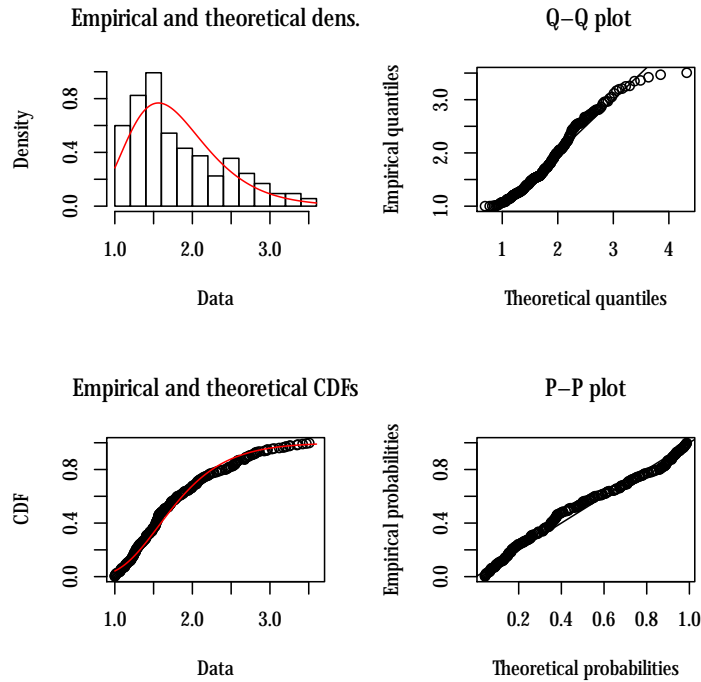 Empirical and theoretical dens.
Density
0.0 0.4 0.8
1.0 2.0 3.0
Data
Q–Q plot
Empirical quantiles
1.0 2.0 3.0
1 2 3 4
Theoretical quantiles
Empirical and theoretical CDFs
CDF
0.0 0.4 0.8
1.0 2.0 3.0
Data
P–P plot
Empirical probabilities
0.0 0.4 0.8
0.2 0.4 0.6 0.8 1.0
Theoretical probabilities